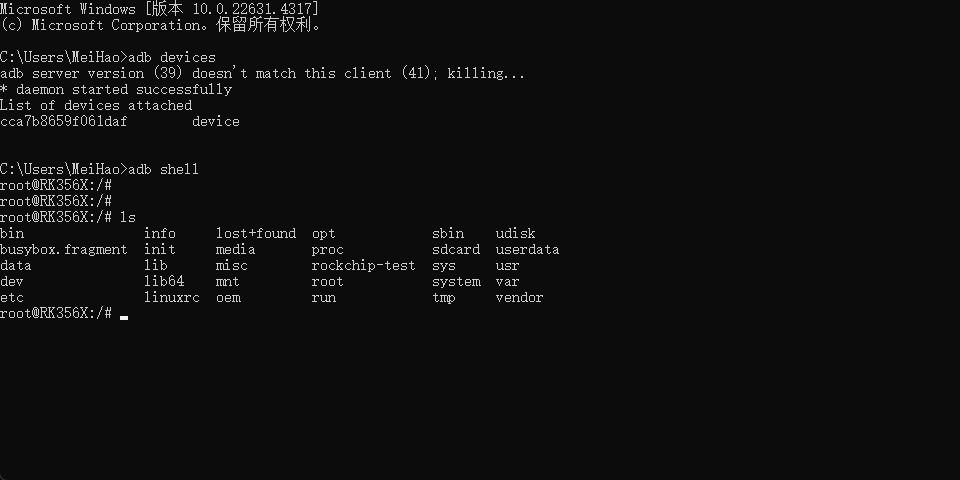 Microsoft Windows [版本 10.0.22631.4317]
(c) Microsoft Corporation。保留所有权利。
C:\Users\MeiHao>adb devices
adb server version (39) doesn't match this client (41); killing...
* daemon started successfully
List of devices attached
cca7b8659f061daf        device
C:\Users\MeiHao>adb shell
root@RK356X:/#
root@RK356X:/#
root@RK356X:/# ls
bin               info     lost+found  opt            sbin    udisk
busybox.fragment  init     media       proc           sdcard  userdata
data              lib      misc        rockchip-test  sys     usr
dev               lib64    mnt         root           system  var
etc               linuxrc  oem         run            tmp     vendor
root@RK356X:/#